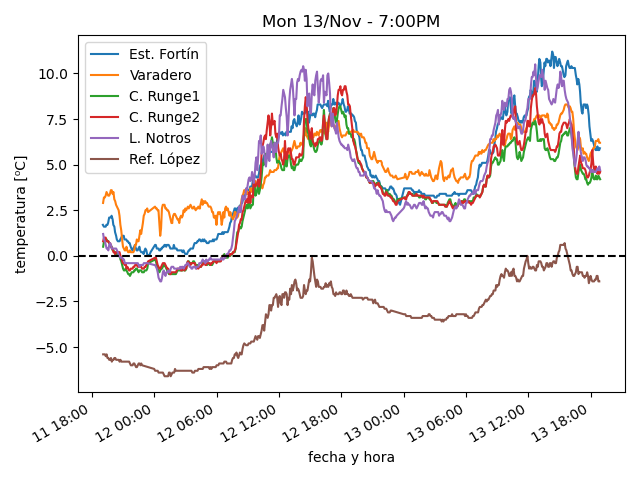 Mon 13/Nov - 7:00PM
Est. Fortín
Varadero
C. Runge1
C. Runge2
L. Notros
Ref. López
temperatura [ºC]
10.0
7.5
5.0
2.5
0.0
−2.5
−5.0
11 18:00
12 00:00
12 06:00
12 12:00
12 18:00
13 00:00
13 06:00
13 12:00
13 18:00
fecha y hora